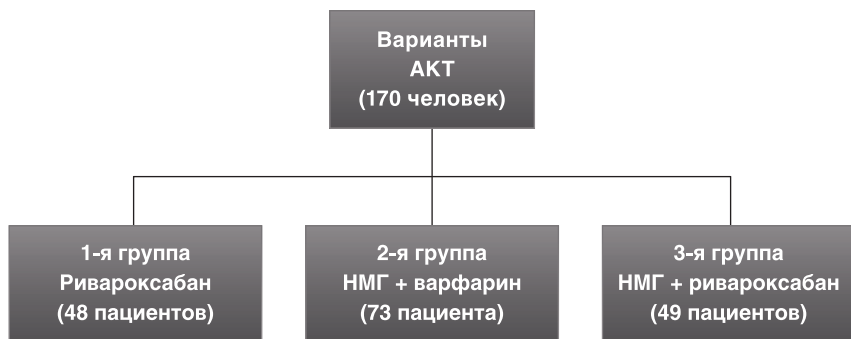 Варианты
АКТ
(170 человек)
1-я группа
Ривароксабан
(48 пациентов)
2-я группа
НМГ + варфарин
(73 пациента)
3-я группа
НМГ + ривароксабан
(49 пациентов)